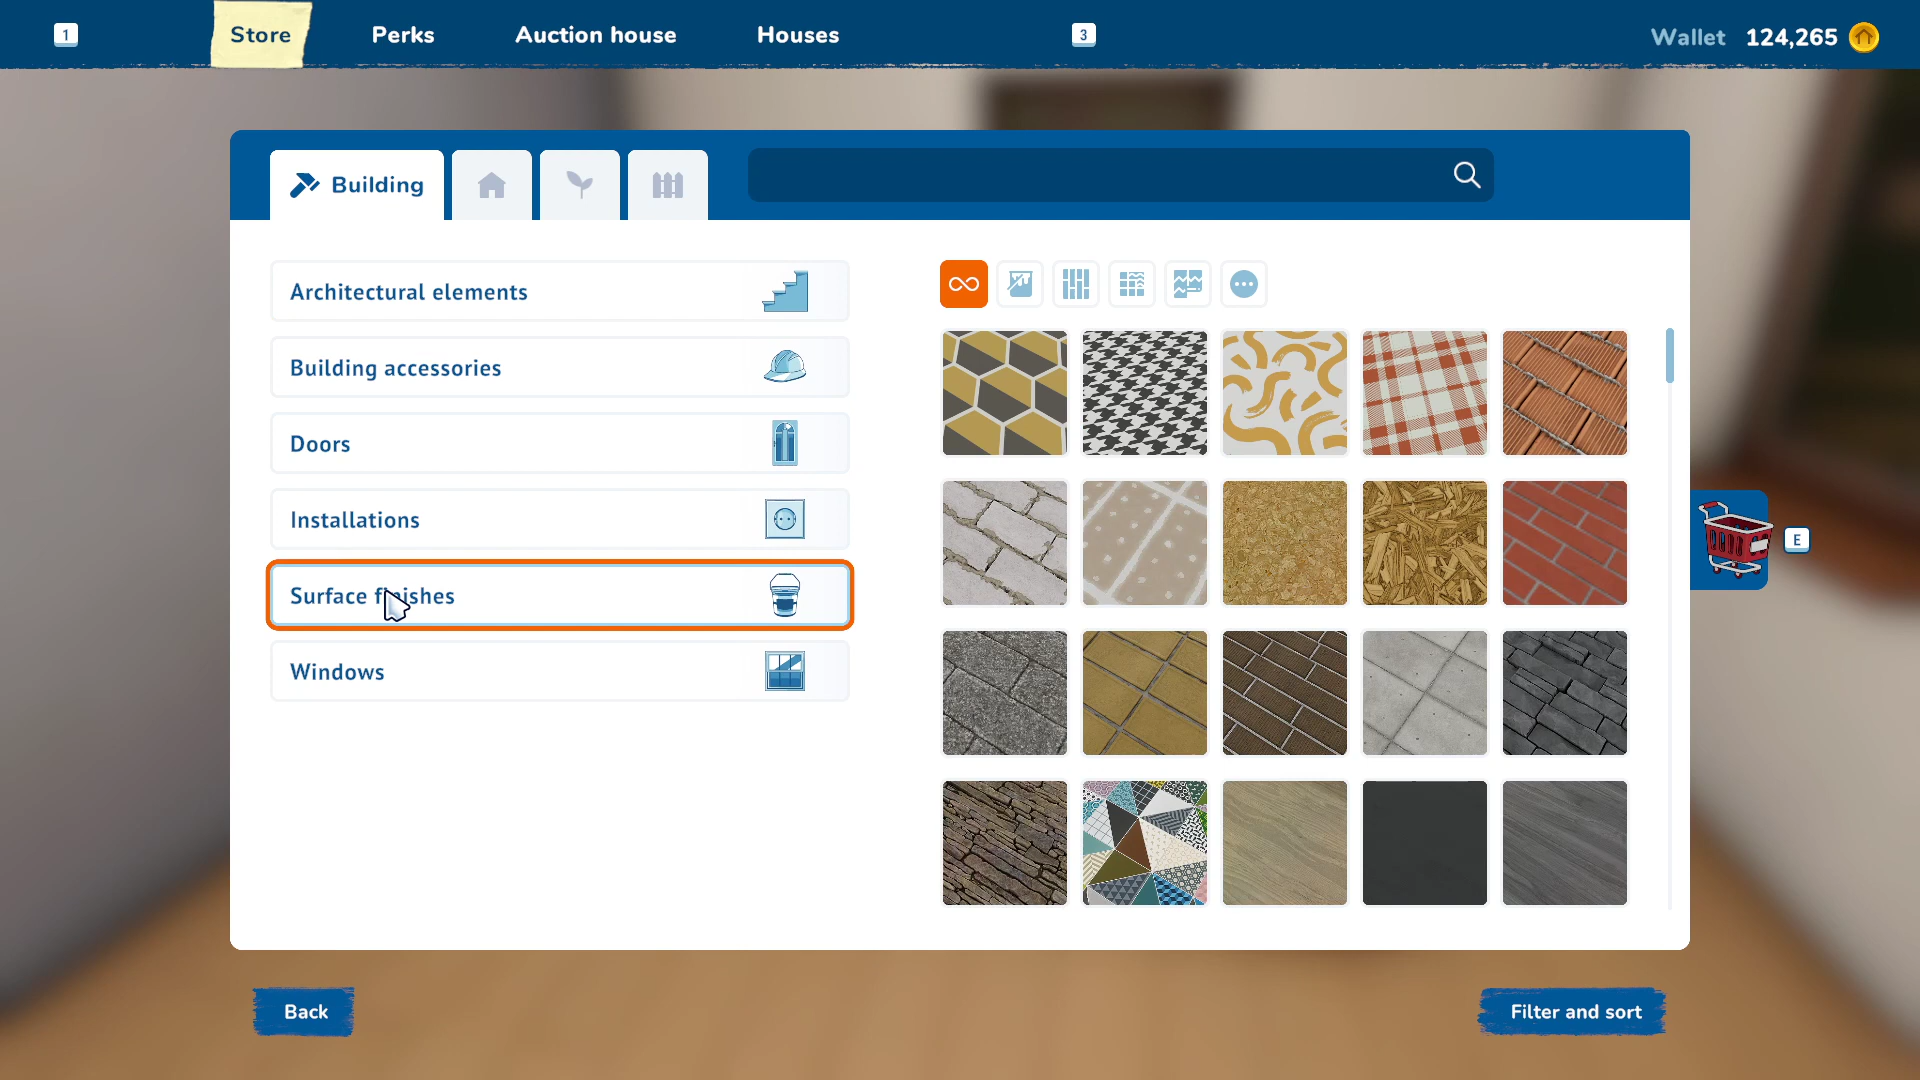 1
Store
Perks
Auction house
Houses
3
Wallet 124,265
Building
Architectural elements
Building accessories
Doors
Installations
Surface finishes
Windows
E
Back
Filter and sort